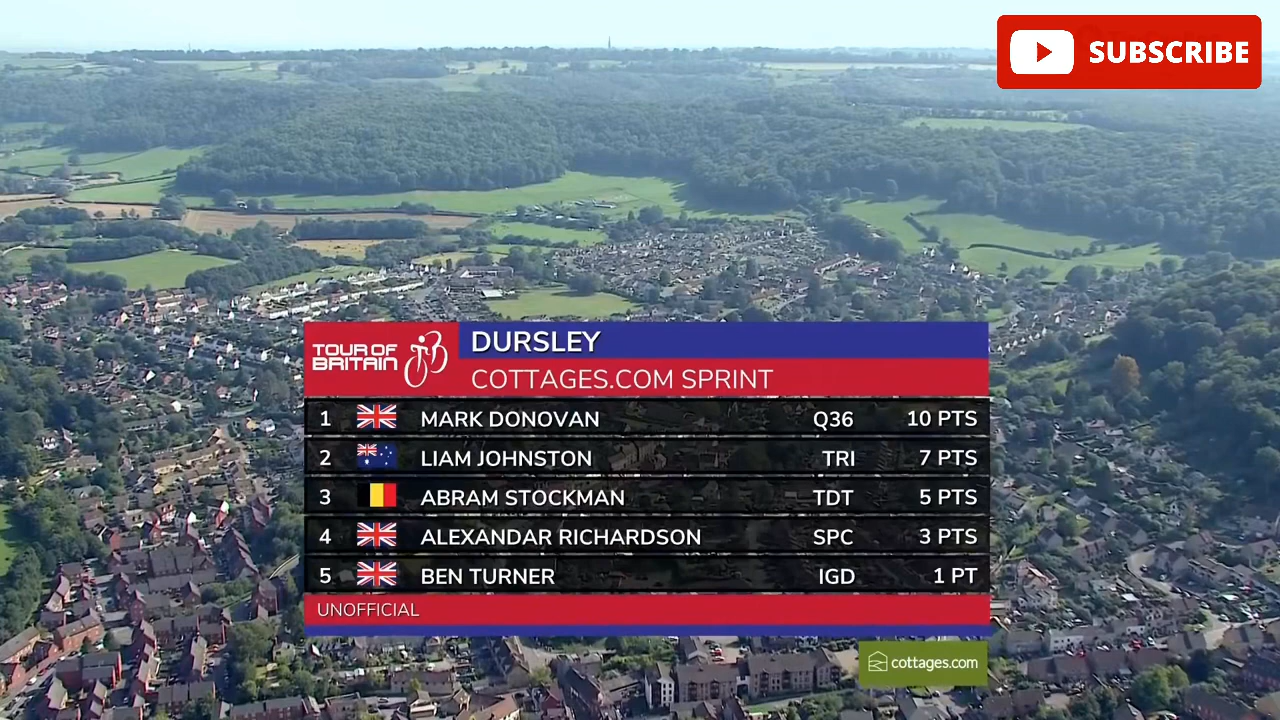 SUBSCRIBE
TOUR OF
BRITAIN
DURSLEY
COTTAGES.COM SPRINT
1 MARK DONOVAN Q36 10 PTS
2 LIAM JOHNSTON TRI 7 PTS
3 ABRAM STOCKMAN TDT 5 PTS
4 ALEXANDAR RICHARDSON SPC 3 PTS
5 BEN TURNER IGD 1 PT
UNOFFICIAL
cottages.com